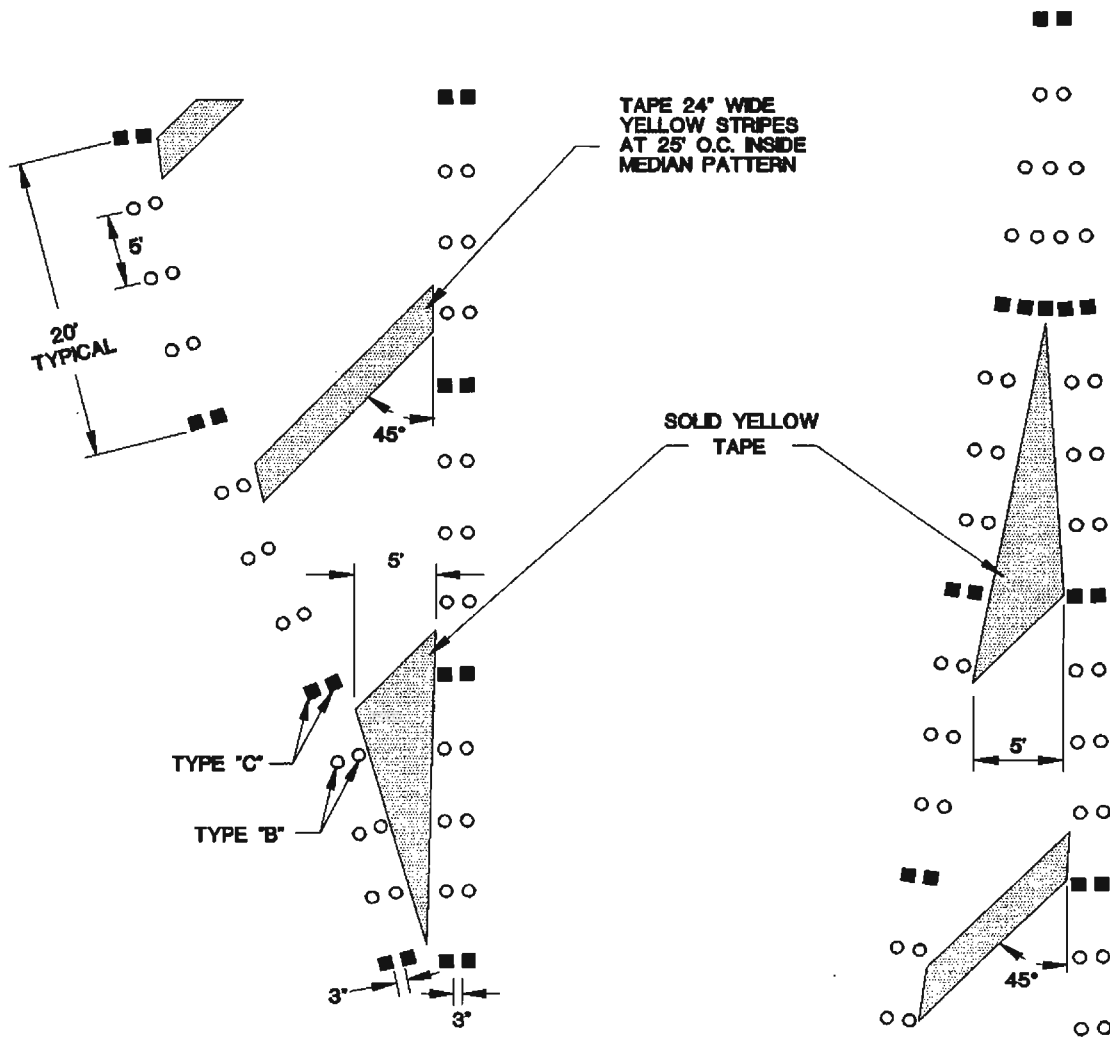 TAPE 24" WIDE
YELLOW STRIPES
AT 25' O.C. INSIDE
MEDIAN PATTERN
5'
20'
TYPICAL
45°
SOLID YELLOW
TAPE
5'
TYPE "C"
TYPE "B"
5'
3"
3"
45°